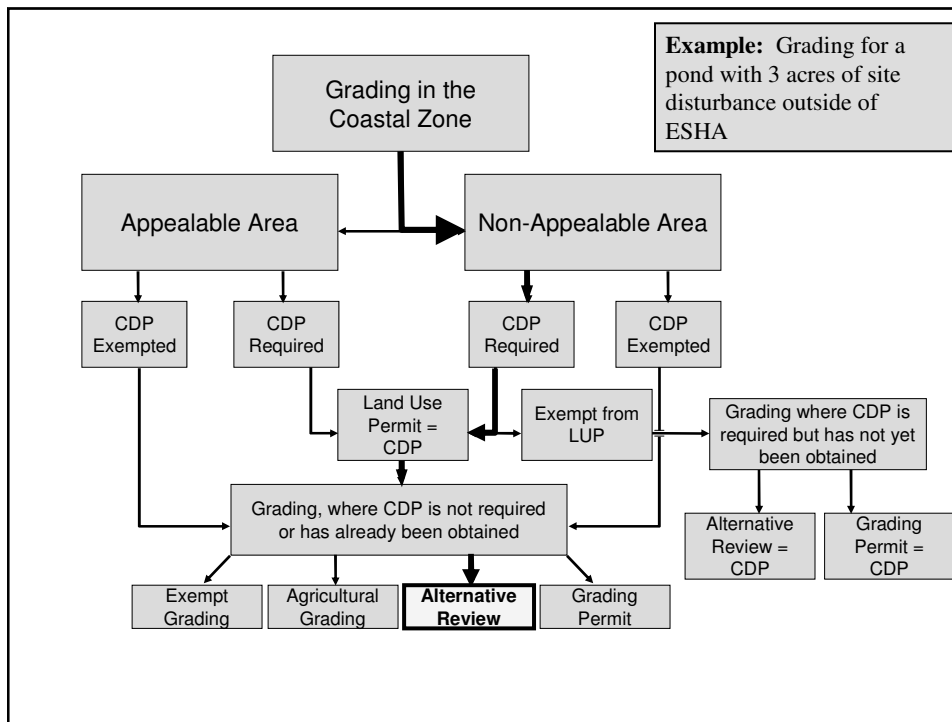 Example: Grading for a
pond with 3 acres of site
disturbance outside of
ESHA
Grading in the
Coastal Zone
Appealable Area
Non-Appealable Area
CDP
Exempted
CDP
Required
CDP
Required
CDP
Exempted
Land Use
Permit =
CDP
Exempt from
LUP
Grading where CDP is
required but has not yet
been obtained
Grading, where CDP is not required
or has already been obtained
Alternative
Review =
CDP
Grading
Permit =
CDP
Exempt
Grading
Agricultural
Grading
Alternative
Review
Grading
Permit